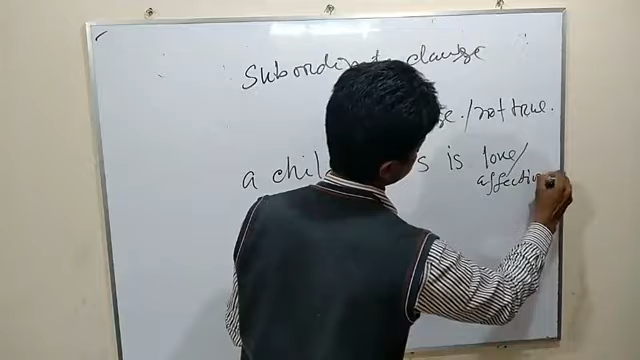 Subordinate clause
/not true.
a chil s is love/
affectio